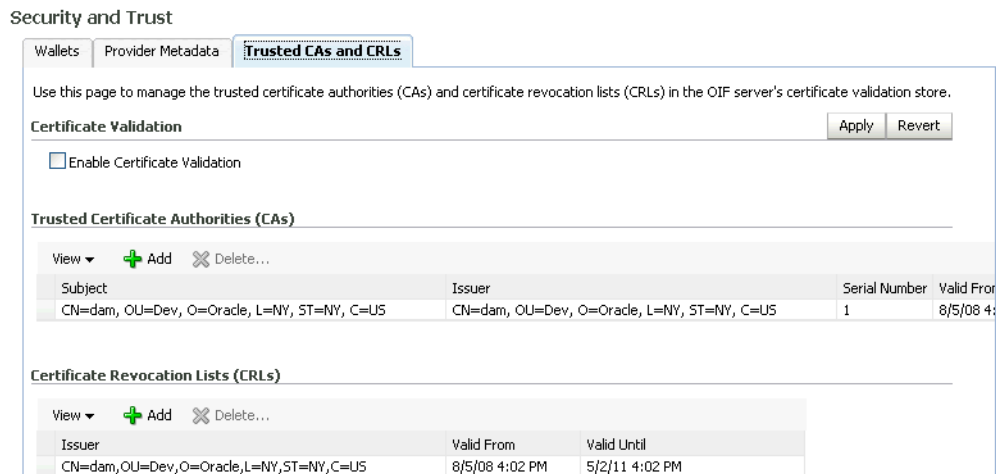 Security and Trust
Wallets Provider Metadata Trusted CAs and CRLs
Use this page to manage the trusted certificate authorities (CAs) and certificate revocation lists (CRLs) in the OIF server's certificate validation store.
Certificate Validation Apply Revert
Enable Certificate Validation
Trusted Certificate Authorities (CAs)
View Add Delete...
Subject Issuer Serial Number Valid From
CN=dam, OU=Dev, O=Oracle, L=NY, ST=NY, C=US CN=dam, OU=Dev, O=Oracle, L=NY, ST=NY, C=US 1 8/5/08 4:
Certificate Revocation Lists (CRLs)
View Add Delete...
Issuer Valid From Valid Until
CN=dam,OU=Dev,O=Oracle,L=NY,ST=NY,C=US 8/5/08 4:02 PM 5/2/11 4:02 PM